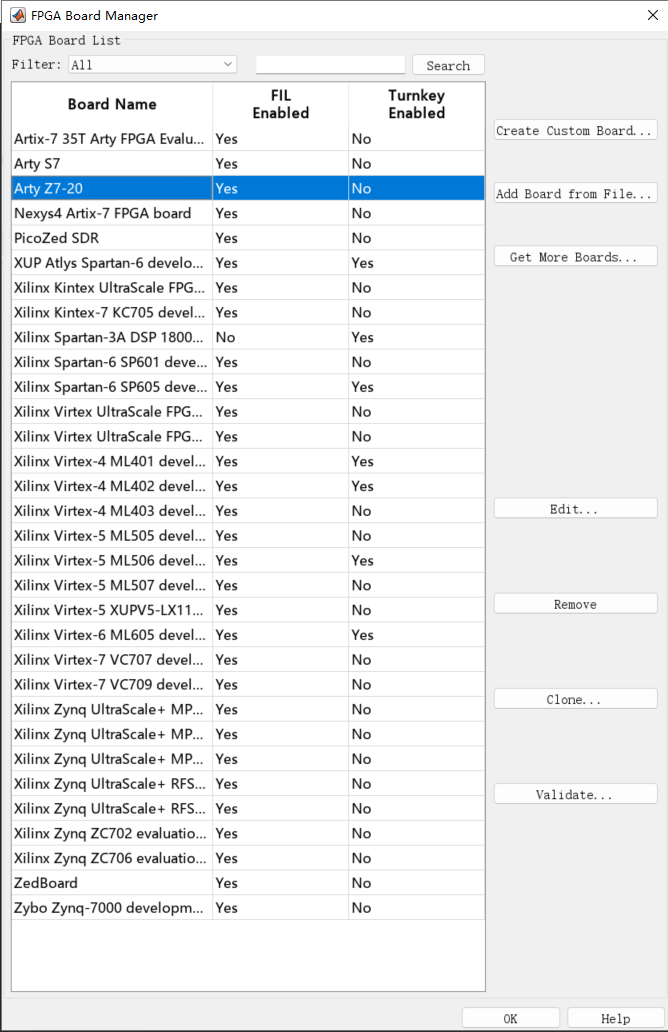 FPGA Board Manager
FPGA Board List
Filter: All
Search
Board Name FIL Enabled Turnkey Enabled
Artix-7 35T Arty FPGA Evalu... Yes No
Arty S7 Yes No
Arty Z7-20 Yes No
Nexys4 Artix-7 FPGA board Yes No
PicoZed SDR Yes No
XUP Atlys Spartan-6 develo... Yes Yes
Xilinx Kintex UltraScale FPG... Yes No
Xilinx Kintex-7 KC705 devel... Yes No
Xilinx Spartan-3A DSP 1800... No Yes
Xilinx Spartan-6 SP601 deve... Yes No
Xilinx Spartan-6 SP605 deve... Yes Yes
Xilinx Virtex UltraScale FPG... Yes No
Xilinx Virtex UltraScale FPG... Yes No
Xilinx Virtex-4 ML401 devel... Yes Yes
Xilinx Virtex-4 ML402 devel... Yes Yes
Xilinx Virtex-4 ML403 devel... Yes No
Xilinx Virtex-5 ML505 devel... Yes No
Xilinx Virtex-5 ML506 devel... Yes Yes
Xilinx Virtex-5 ML507 devel... Yes No
Xilinx Virtex-5 XUPV5-LX11... Yes No
Xilinx Virtex-6 ML605 devel... Yes Yes
Xilinx Virtex-7 VC707 devel... Yes No
Xilinx Virtex-7 VC709 devel... Yes No
Xilinx Zynq UltraScale+ MP... Yes No
Xilinx Zynq UltraScale+ MP... Yes No
Xilinx Zynq UltraScale+ MP... Yes No
Xilinx Zynq UltraScale+ RFS... Yes No
Xilinx Zynq UltraScale+ RFS... Yes No
Xilinx Zynq ZC702 evaluatio... Yes No
Xilinx Zynq ZC706 evaluatio... Yes No
ZedBoard Yes No
Zybo Zynq-7000 developm... Yes No
Create Custom Board...
Add Board from File...
Get More Boards...
Edit...
Remove
Clone...
Validate...
OK
Help